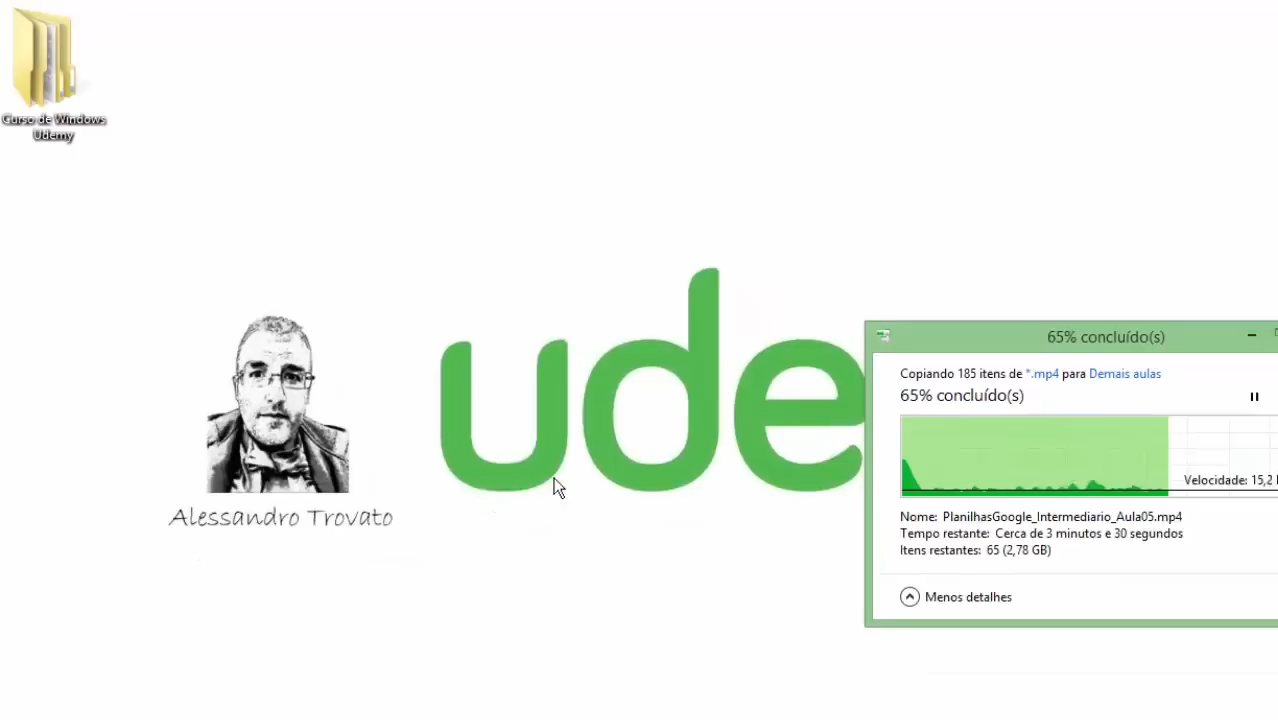 Curso de Windows
Udemy
ude
Alessandro Trovato
65% concluído(s)
Copiando 185 itens de *.mp4 para Demais aulas
65% concluído(s)
Velocidade: 15,2
Nome: PlanilhasGoogle_Intermediario_Aula05.mp4
Tempo restante: Cerca de 3 minutos e 30 segundos
Itens restantes: 65 (2,78 GB)
Menos detalhes